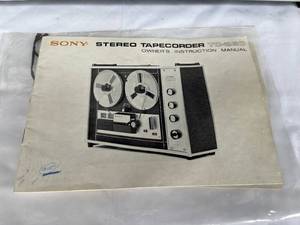 SONY STEREO TAPECORDER
OWNER'S INSTRUCTION MANUAL